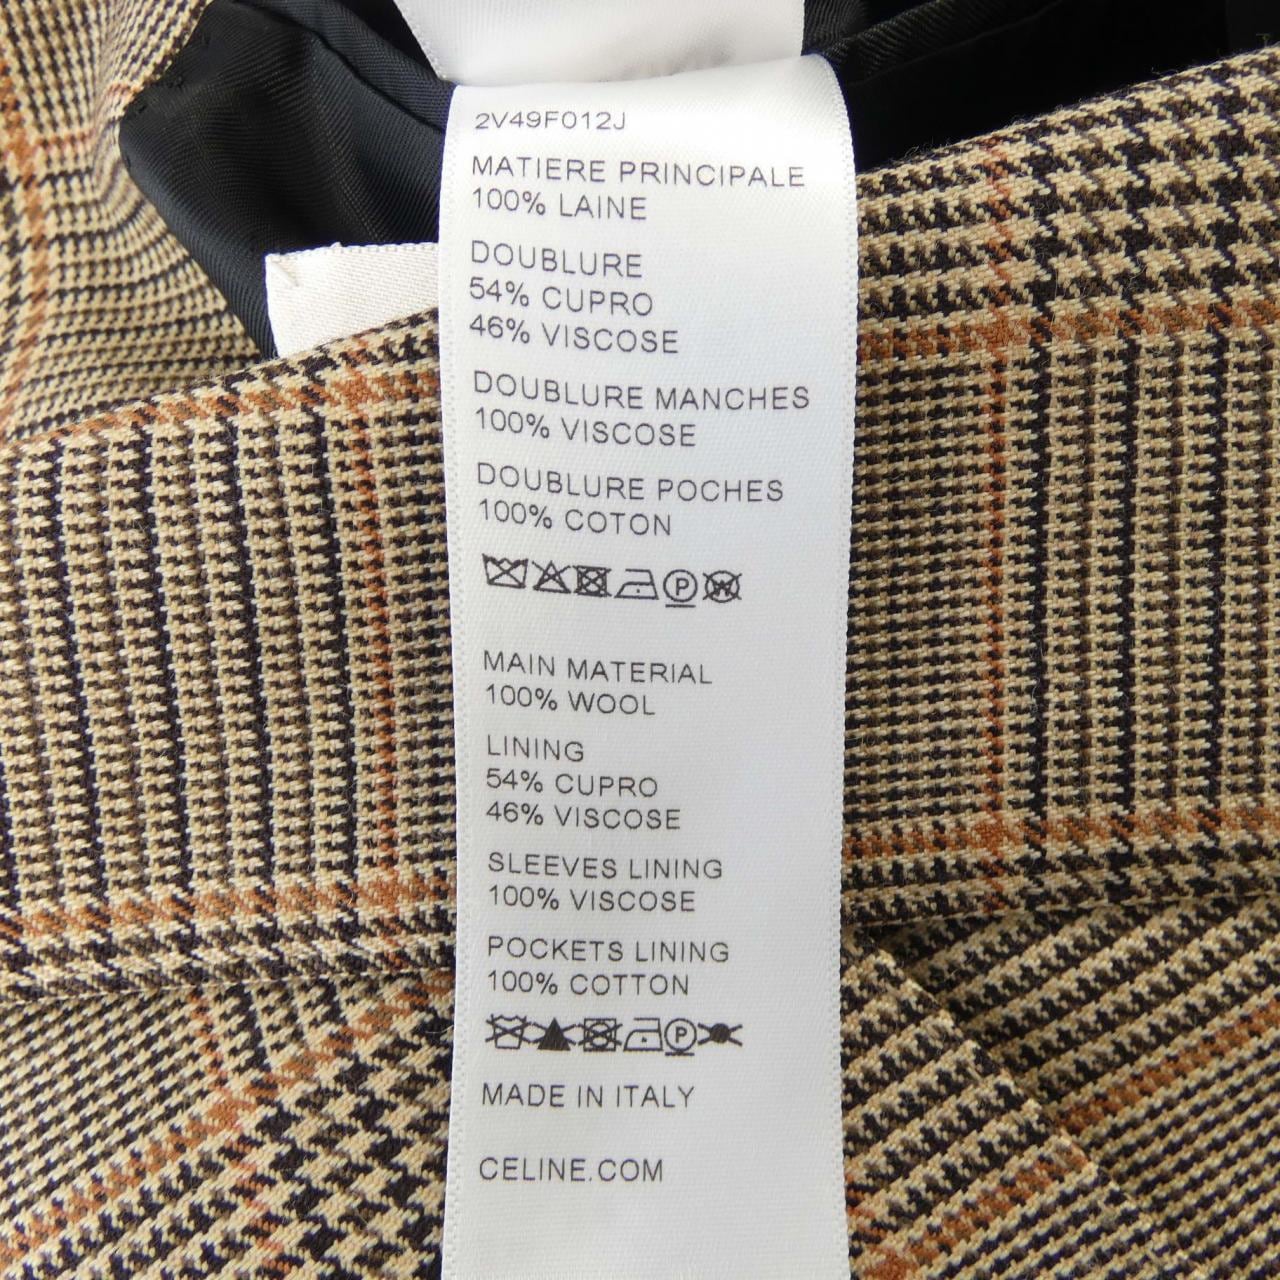 2V49F012J
MATIERE PRINCIPALE
100% LAINE
DOUBLURE
54% CUPRO
46% VISCOSE
DOUBLURE MANCHES
100% VISCOSE
DOUBLURE POCHES
100% COTON
P W
MAIN MATERIAL
100% WOOL
LINING
54% CUPRO
46% VISCOSE
SLEEVES LINING
100% VISCOSE
POCKETS LINING
100% COTTON
P
MADE IN ITALY
CELINE.COM